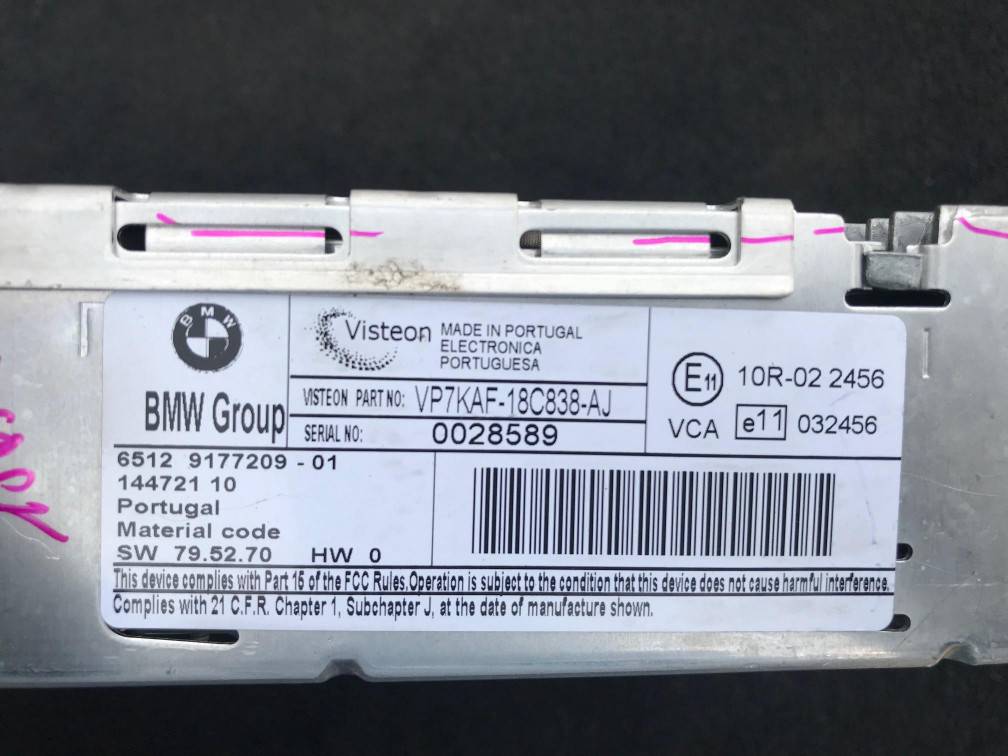 BMW
BMW Group
Visteon
MADE IN PORTUGAL
ELECTRONICA
PORTUGUESA
VISTEON PART NO: VP7KAF-18C838-AJ
SERIAL NO: 0028589
E11 10R-02 2456
VCA e11 032456
6512 9177209 - 01
144721 10
Portugal
Material code
SW 79.52.70 HW 0
This device complies with Part 15 of the FCC Rules.Operation is subject to the condition that this device does not cause harmful interference.
Complies with 21 C.F.R. Chapter 1, Subchapter J, at the date of manufacture shown.